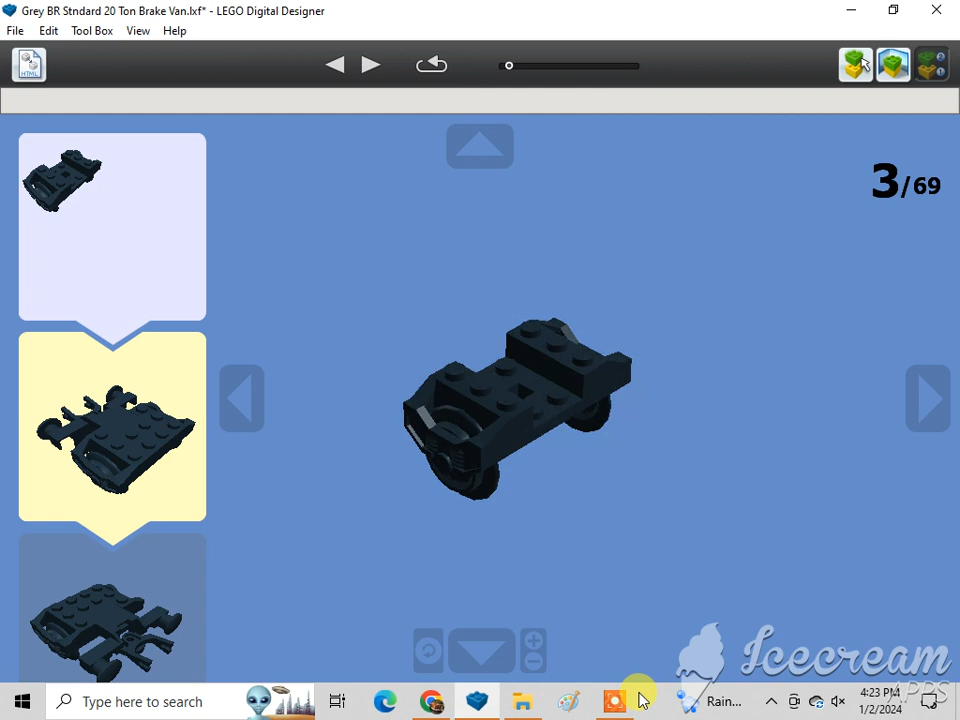 Grey BR Stndard 20 Ton Brake Van.lxf* - LEGO Digital Designer
File Edit Tool Box View Help
HTML
3/69
Icecream
APPS
Type here to search
Rain...
4:23 PM
1/2/2024